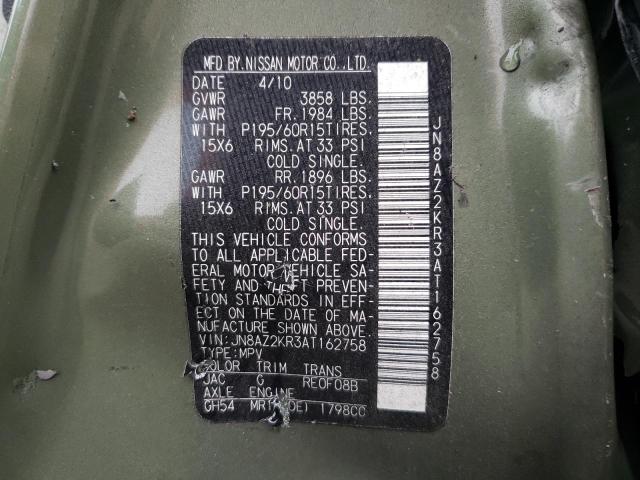 MFD BY. NISSAN MOTOR CO., LTD.
DATE 4/10
GVWR 3858 LBS.
GAWR FR. 1984 LBS.
WITH P195/60R15TIRES.
15X6 RIMS. AT 33 PSI
COLD SINGLE.
GAWR RR. 1896 LBS.
WITH P195/60R15TIRES.
15X6 RIMS. AT 33 PSI
COLD SINGLE.
THIS VEHICLE CONFORMS
TO ALL APPLICABLE FED-
ERAL MOTOR VEHICLE SA-
FETY AND THEFT PREVEN-
TION STANDARDS IN EFF-
ECT ON THE DATE OF MA-
NUFACTURE SHOWN ABOVE.
VIN: JN8AZ2KR3AT162758
TYPE: MPV
COLOR TRIM TRANS
JAC G RE0F08B
AXLE ENGINE
GH54 1798CC
JN8AZ2KR3AT162758